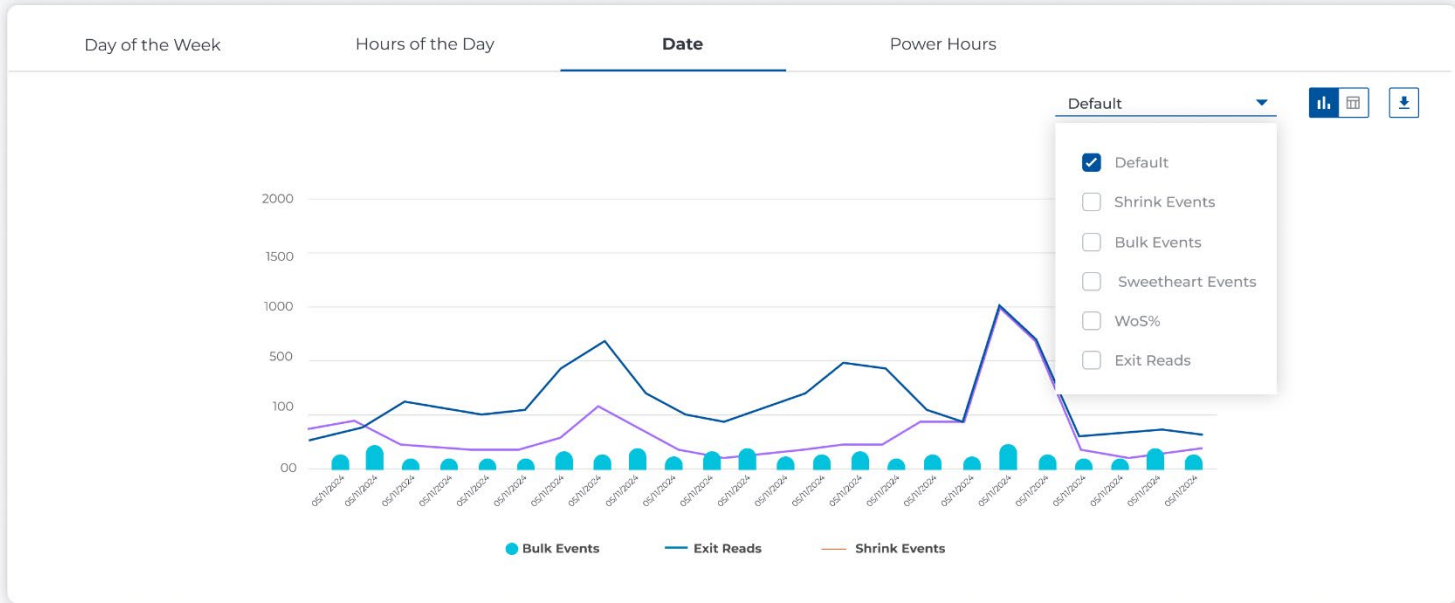 Day of the Week
Hours of the Day
Date
Power Hours
Default
Default
Shrink Events
Bulk Events
Sweetheart Events
WoS%
Exit Reads
2000
1500
1000
500
100
00
05/11/2024 05/11/2024 05/11/2024 05/11/2024 05/11/2024 05/11/2024 05/11/2024 05/11/2024 05/11/2024 05/11/2024 05/11/2024 05/11/2024 05/11/2024 05/11/2024 05/11/2024 05/11/2024 05/11/2024 05/11/2024 05/11/2024 05/11/2024 05/11/2024 05/11/2024 05/11/2024 05/11/2024
Bulk Events Exit Reads Shrink Events